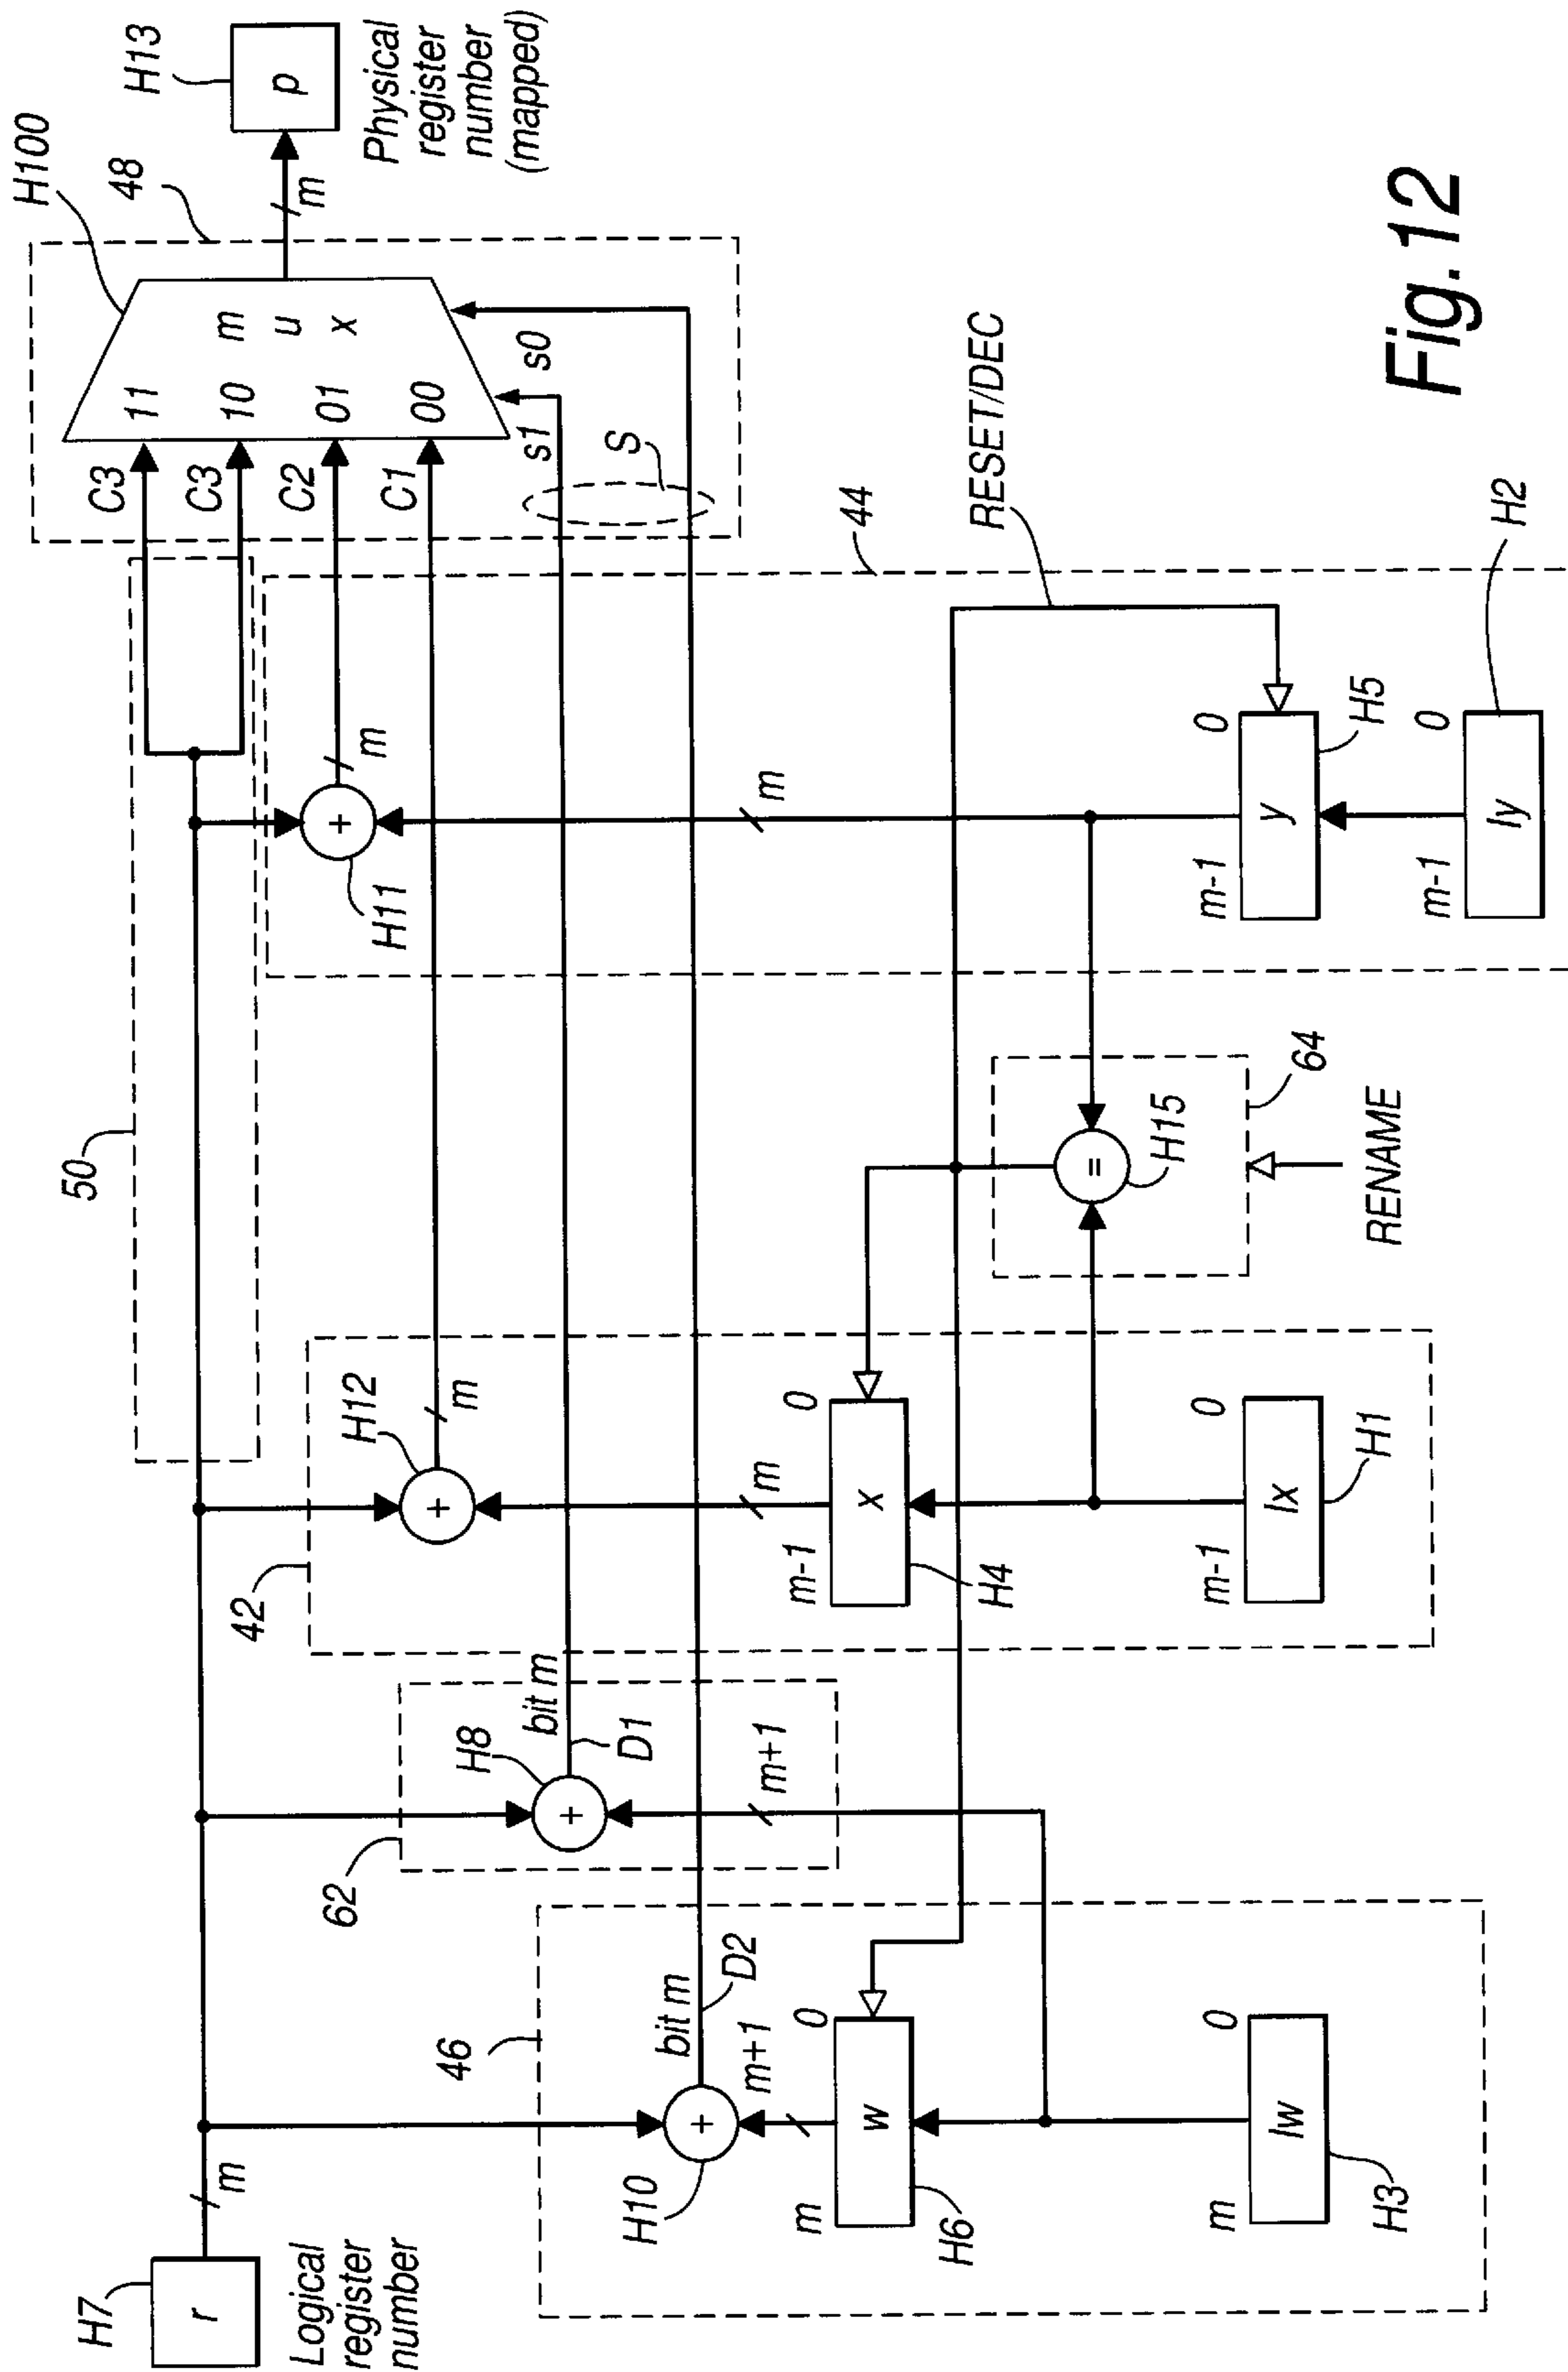 H7
r
Logical
register
number
m
50
H100
48
C3
C3
C2
C1
11
10
01
00
m
u
x
s1
s0
S
m
H13
p
Physical
register
number
(mapped)
46
H10
bit m
D2
m+1
m
w
0
H6
m
Iw
0
H3
62
H8
bit m
D1
m+1
42
H12
m
m
m-1
x
0
H4
m-1
Ix
0
H1
H15
=
64
RENAME
44
H11
m
m
RESET/DEC
m-1
y
0
H5
m-1
Iy
0
H2
+
+
+
+
Fig.12